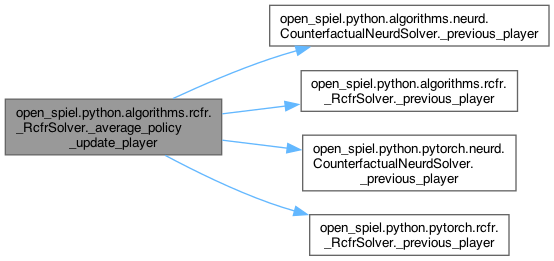 open_spiel.python.algorithms.rcfr.
_RcfrSolver._average_policy
_update_player
open_spiel.python.algorithms.neurd.
CounterfactualNeurdSolver._previous_player
open_spiel.python.algorithms.rcfr.
_RcfrSolver._previous_player
open_spiel.python.pytorch.neurd.
CounterfactualNeurdSolver.
_previous_player
open_spiel.python.pytorch.rcfr.
_RcfrSolver._previous_player